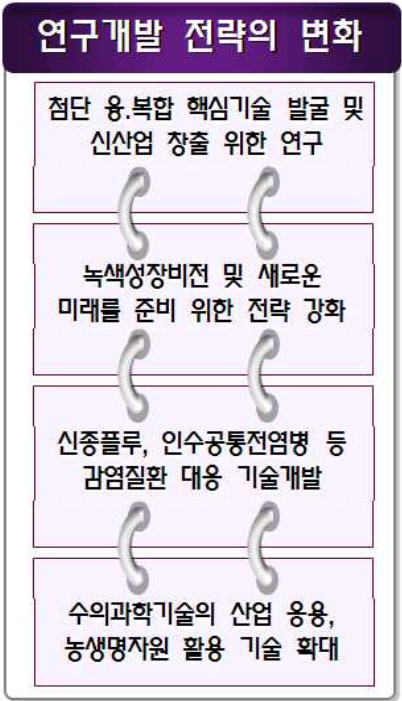 연구개발 전략의 변화
첨단 융.복합 핵심기술 발굴 및
신산업 창출 위한 연구
녹색성장비전 및 새로운
미래를 준비 위한 전략 강화
신종플루, 인수공통전염병 등
감염질환 대응 기술개발
수의과학기술의 산업 응용,
농생명자원 활용 기술 확대